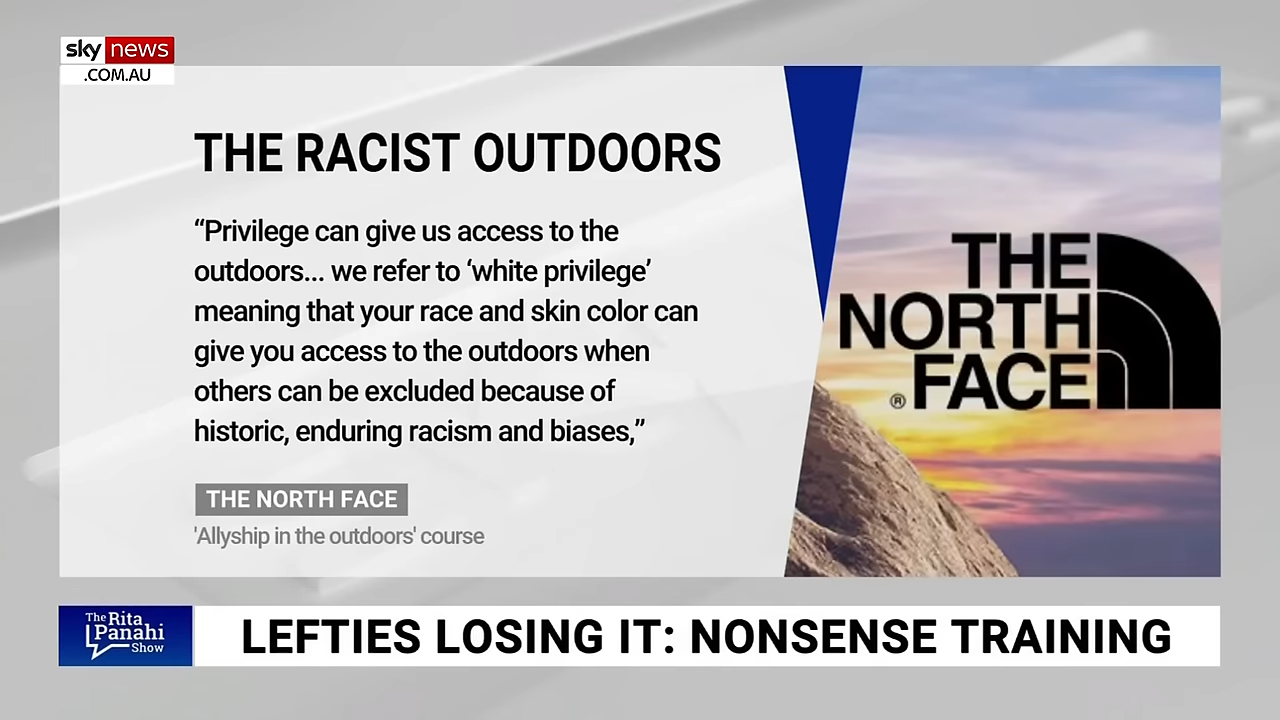 sky news
.COM.AU
THE RACIST OUTDOORS
“Privilege can give us access to the
outdoors... we refer to ‘white privilege’
meaning that your race and skin color can
give you access to the outdoors when
others can be excluded because of
historic, enduring racism and biases,”
THE NORTH FACE
'Allyship in the outdoors' course
THE
NORTH
FACE
®
The Rita
Panahi
Show
LEFTIES LOSING IT: NONSENSE TRAINING